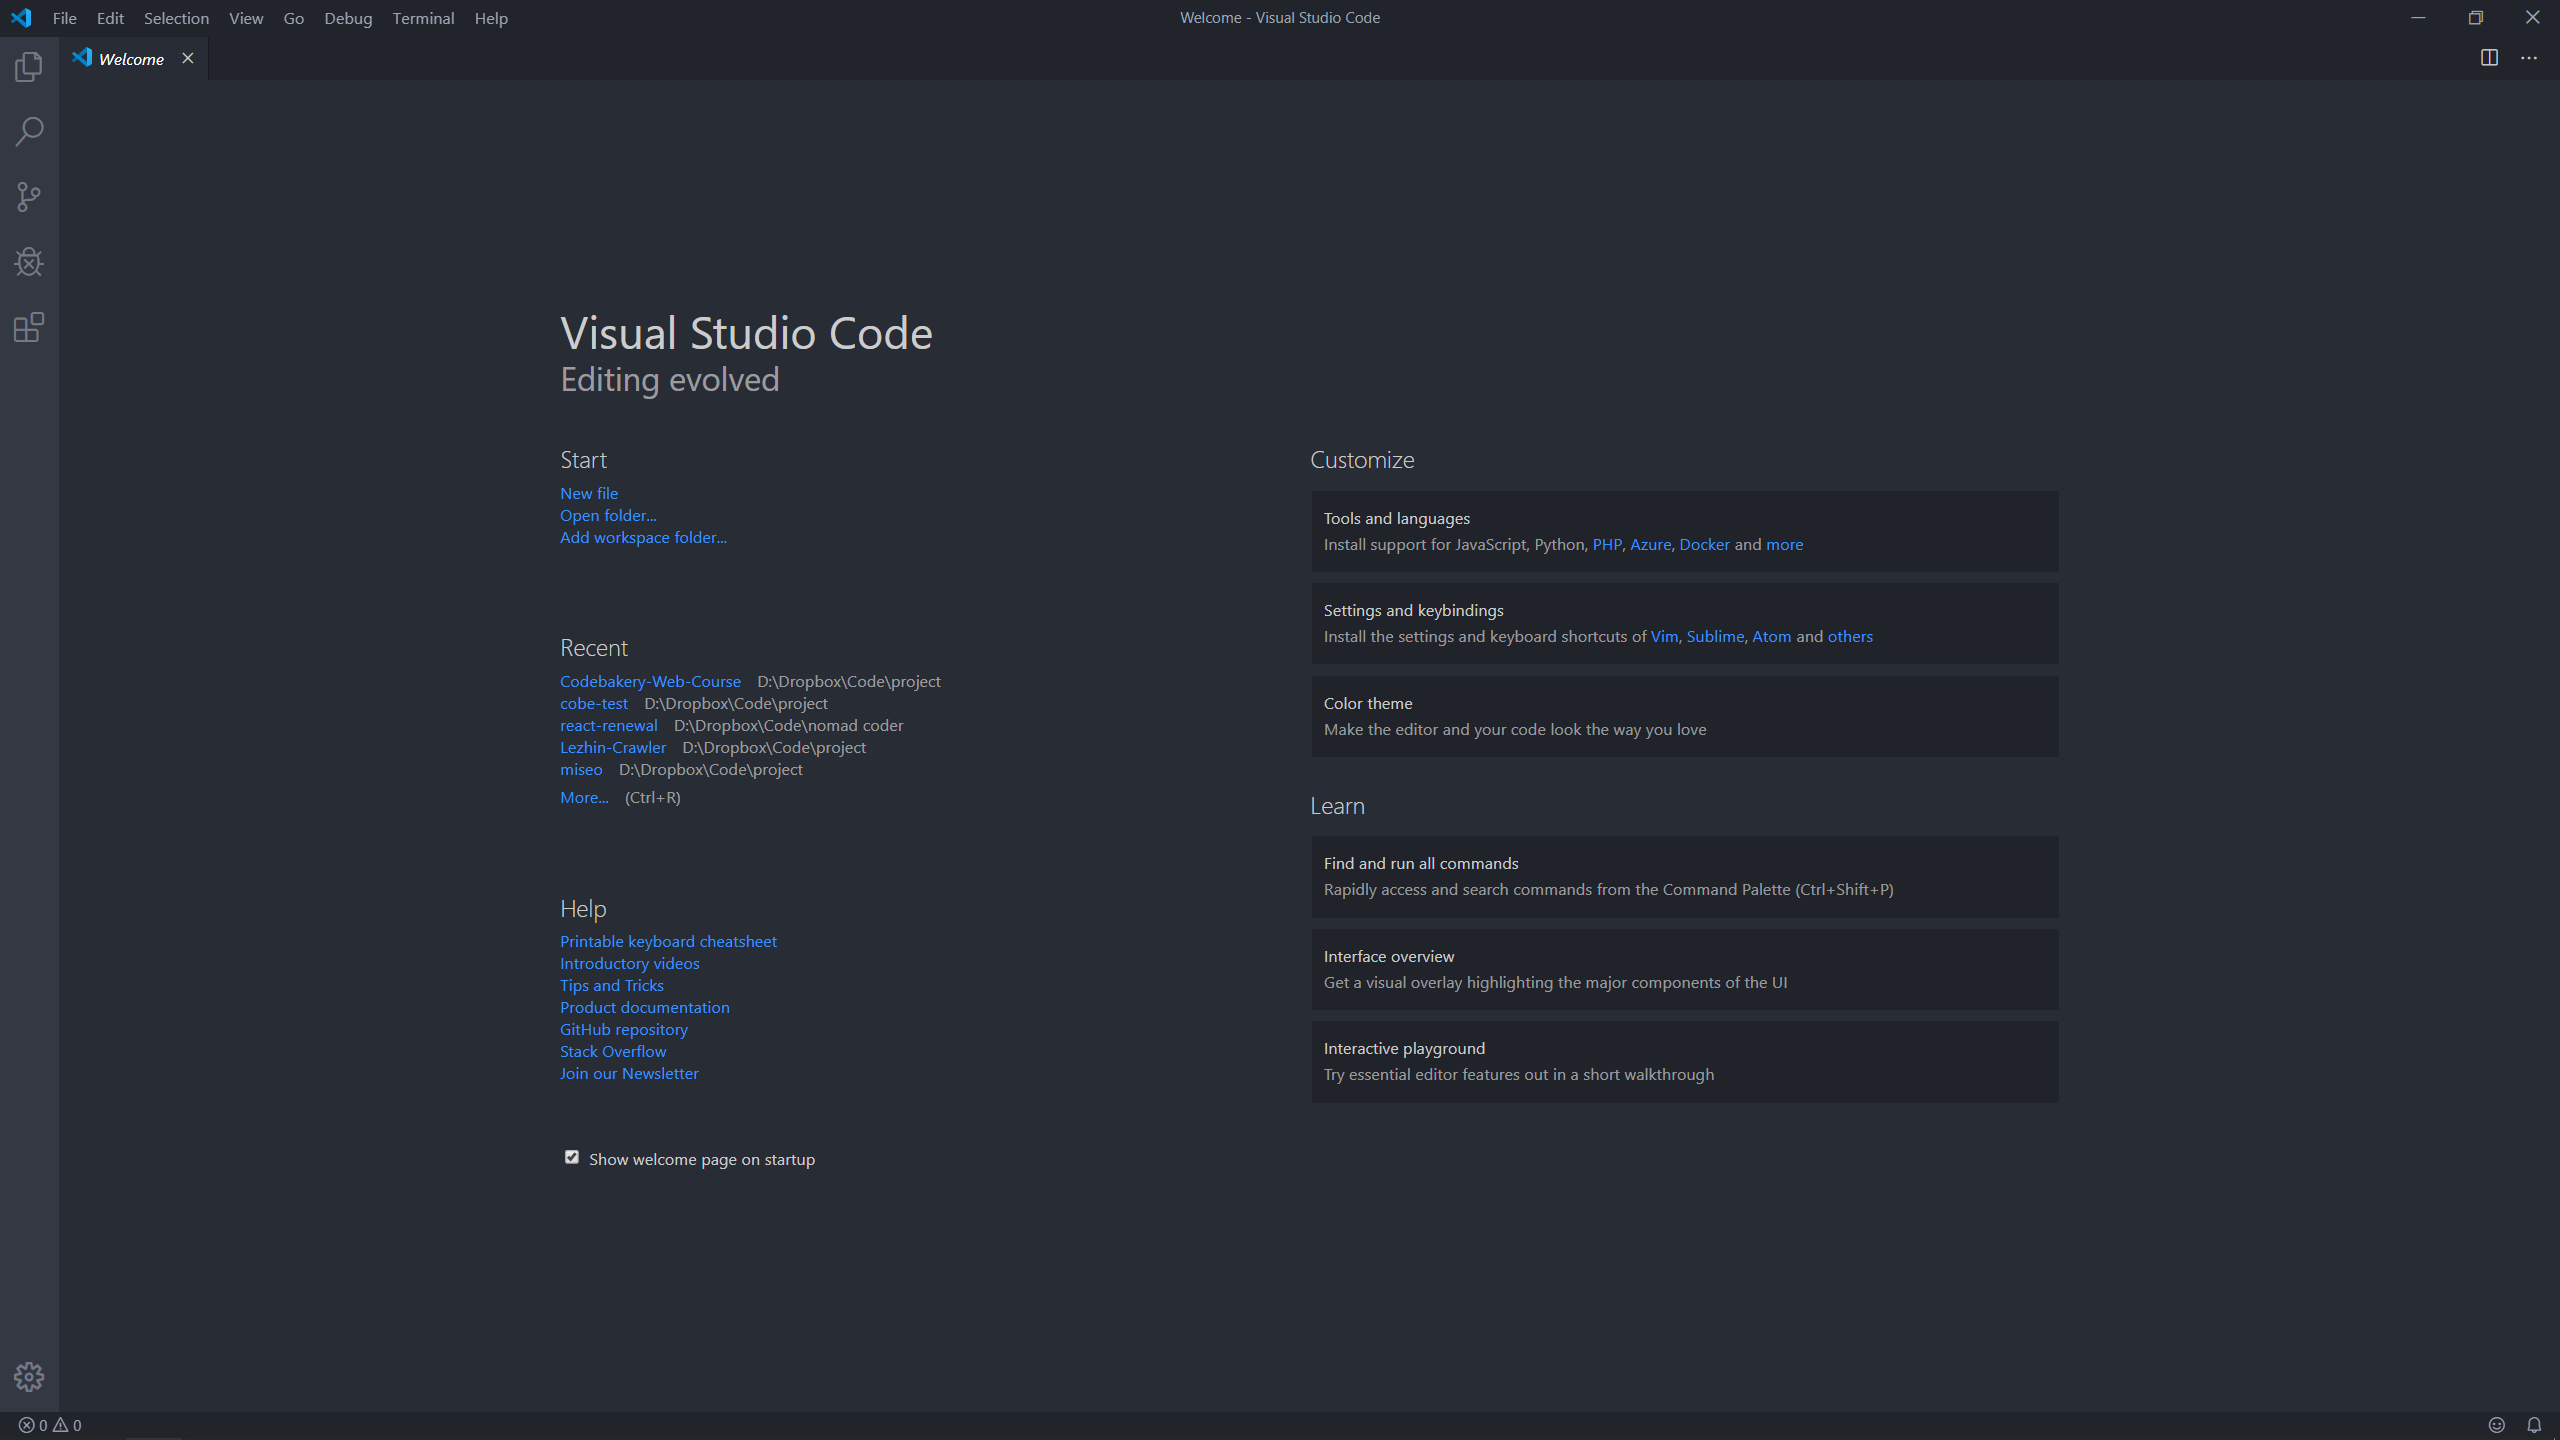 File Edit Selection View Go Debug Terminal Help
Welcome - Visual Studio Code
Welcome
Visual Studio Code
Editing evolved
Start
New file
Open folder...
Add workspace folder...
Recent
Codebakery-Web-Course D:\Dropbox\Code\project
cobe-test D:\Dropbox\Code\project
react-renewal D:\Dropbox\Code\nomad coder
Lezhin-Crawler D:\Dropbox\Code\project
miseo D:\Dropbox\Code\project
More... (Ctrl+R)
Help
Printable keyboard cheatsheet
Introductory videos
Tips and Tricks
Product documentation
GitHub repository
Stack Overflow
Join our Newsletter
Show welcome page on startup
Customize
Tools and languages
Install support for JavaScript, Python, PHP, Azure, Docker and more
Settings and keybindings
Install the settings and keyboard shortcuts of Vim, Sublime, Atom and others
Color theme
Make the editor and your code look the way you love
Learn
Find and run all commands
Rapidly access and search commands from the Command Palette (Ctrl+Shift+P)
Interface overview
Get a visual overlay highlighting the major components of the UI
Interactive playground
Try essential editor features out in a short walkthrough
0 0